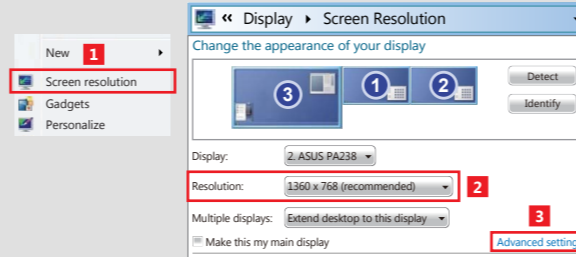 New 1
Screen resolution
Gadgets
Personalize
« Display ▸ Screen Resolution
Change the appearance of your display
3 1 2
Detect
Identify
Display: 2. ASUS PA238
Resolution: 1360 x 768 (recommended) 2
Multiple displays: Extend desktop to this display
3
Make this my main display Advanced setting